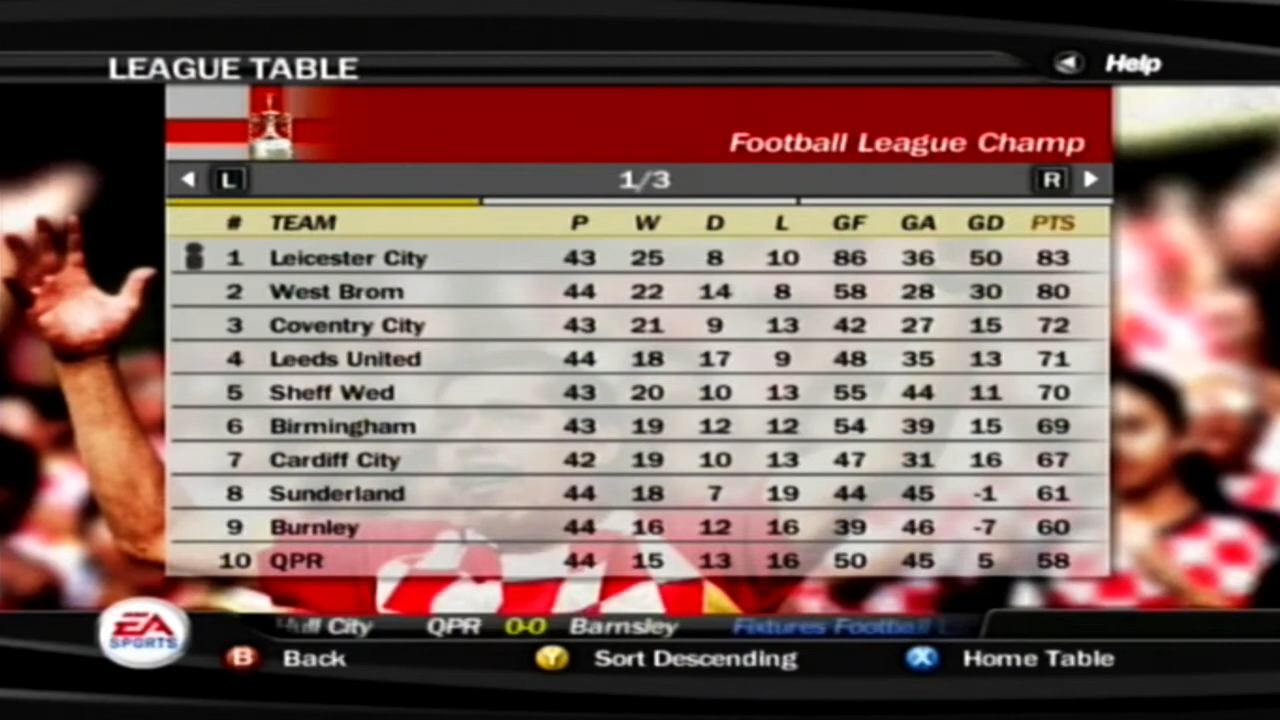 LEAGUE TABLE
Help
Football League Champ
L 1/3 R
# TEAM P W D L GF GA GD PTS
1 Leicester City 43 25 8 10 86 36 50 83
2 West Brom 44 22 14 8 58 28 30 80
3 Coventry City 43 21 9 13 42 27 15 72
4 Leeds United 44 18 17 9 48 35 13 71
5 Sheff Wed 43 20 10 13 55 44 11 70
6 Birmingham 43 19 12 12 54 39 15 69
7 Cardiff City 42 19 10 13 47 31 16 67
8 Sunderland 44 18 7 19 44 45 -1 61
9 Burnley 44 16 12 16 39 46 -7 60
10 QPR 44 15 13 16 50 45 5 58
Hull City QPR 0-0 Barnsley Fixtures Football
EA SPORTS
B Back Y Sort Descending X Home Table